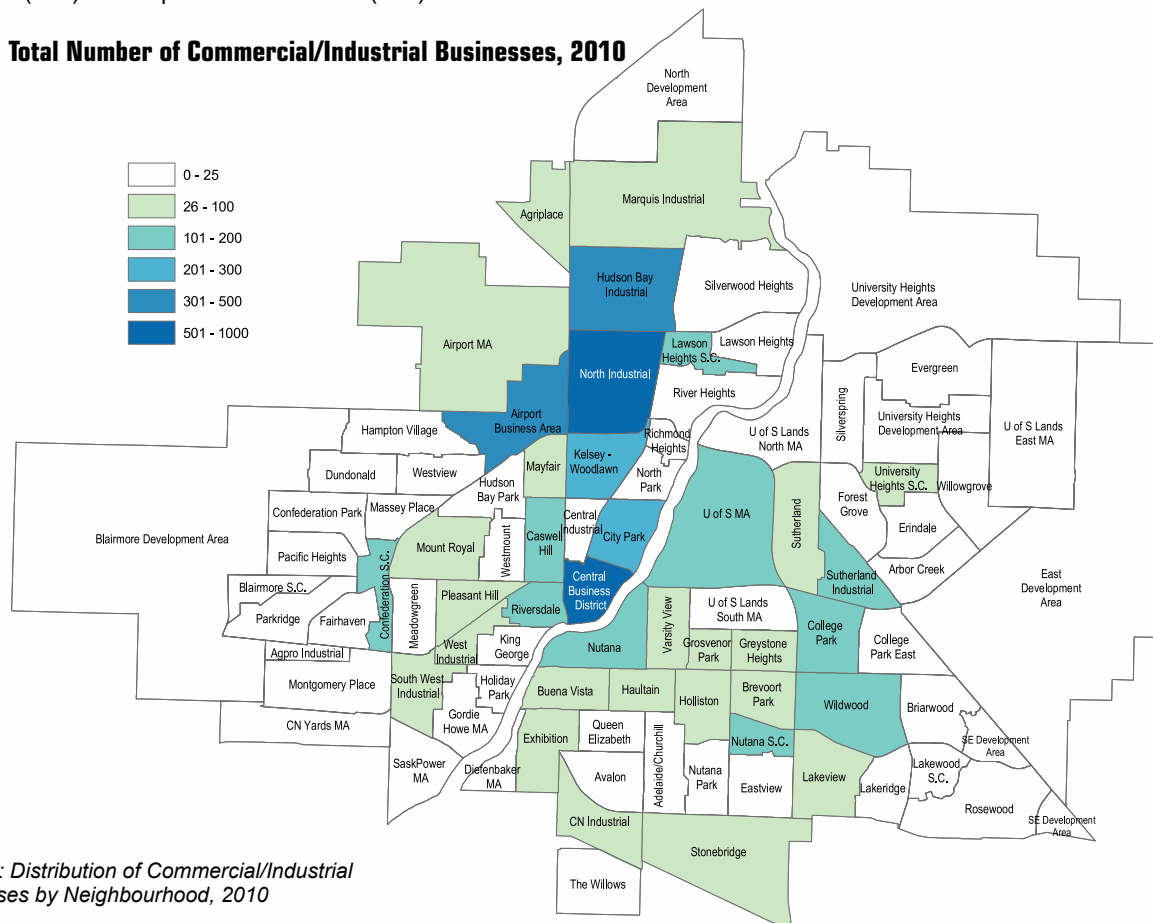 Total Number of Commercial/Industrial Businesses, 2010
0 - 25
26 - 100
101 - 200
201 - 300
301 - 500
501 - 1000
North
Development
Area
Marquis Industrial
Agriplace
Hudson Bay
Industrial
Silverwood Heights
University Heights
Development Area
Airport MA
North Industrial
Lawson
Heights S.C.
Lawson Heights
River Heights
Evergreen
Silverspring
University Heights
Development Area
U of S Lands
East MA
Airport
Business Area
Hampton Village
Richmond
Heights
U of S Lands
North MA
Kelsey -
Woodlawn
Mayfair
North
Park
Dundonald
Westview
Hudson
Bay Park
University
Heights S.C.
Willowgrove
Forest
Grove
Confederation Park
Massey Place
Central
Industrial
City Park
U of S MA
Sutherland
Erindale
Blairmore Development Area
Pacific Heights
Confederation S.C.
Mount Royal
Westmount
Caswell
Hill
Arbor Creek
Sutherland
Industrial
East
Development
Area
Central
Business
District
Blairmore S.C.
Parkridge
Fairhaven
Meadowgreen
Pleasant Hill
Riversdale
U of S Lands
South MA
Varsity View
College
Park
College
Park East
Agpro Industrial
West
Industrial
King
George
Nutana
Grosvenor
Park
Greystone
Heights
Montgomery Place
South West
Industrial
Holiday
Park
Buena Vista
Haultain
Holliston
Brevoort
Park
Wildwood
Briarwood
CN Yards MA
Gordie
Howe MA
Exhibition
Queen
Elizabeth
Adelaide/Churchill
Nutana S.C.
SE Development
Area
SaskPower
MA
Diefenbaker
MA
Avalon
Nutana
Park
Eastview
Lakeview
Lakeridge
Lakewood
S.C.
Rosewood
SE Development
Area
CN Industrial
Stonebridge
The Willows
: Distribution of Commercial/Industrial
ses by Neighbourhood, 2010